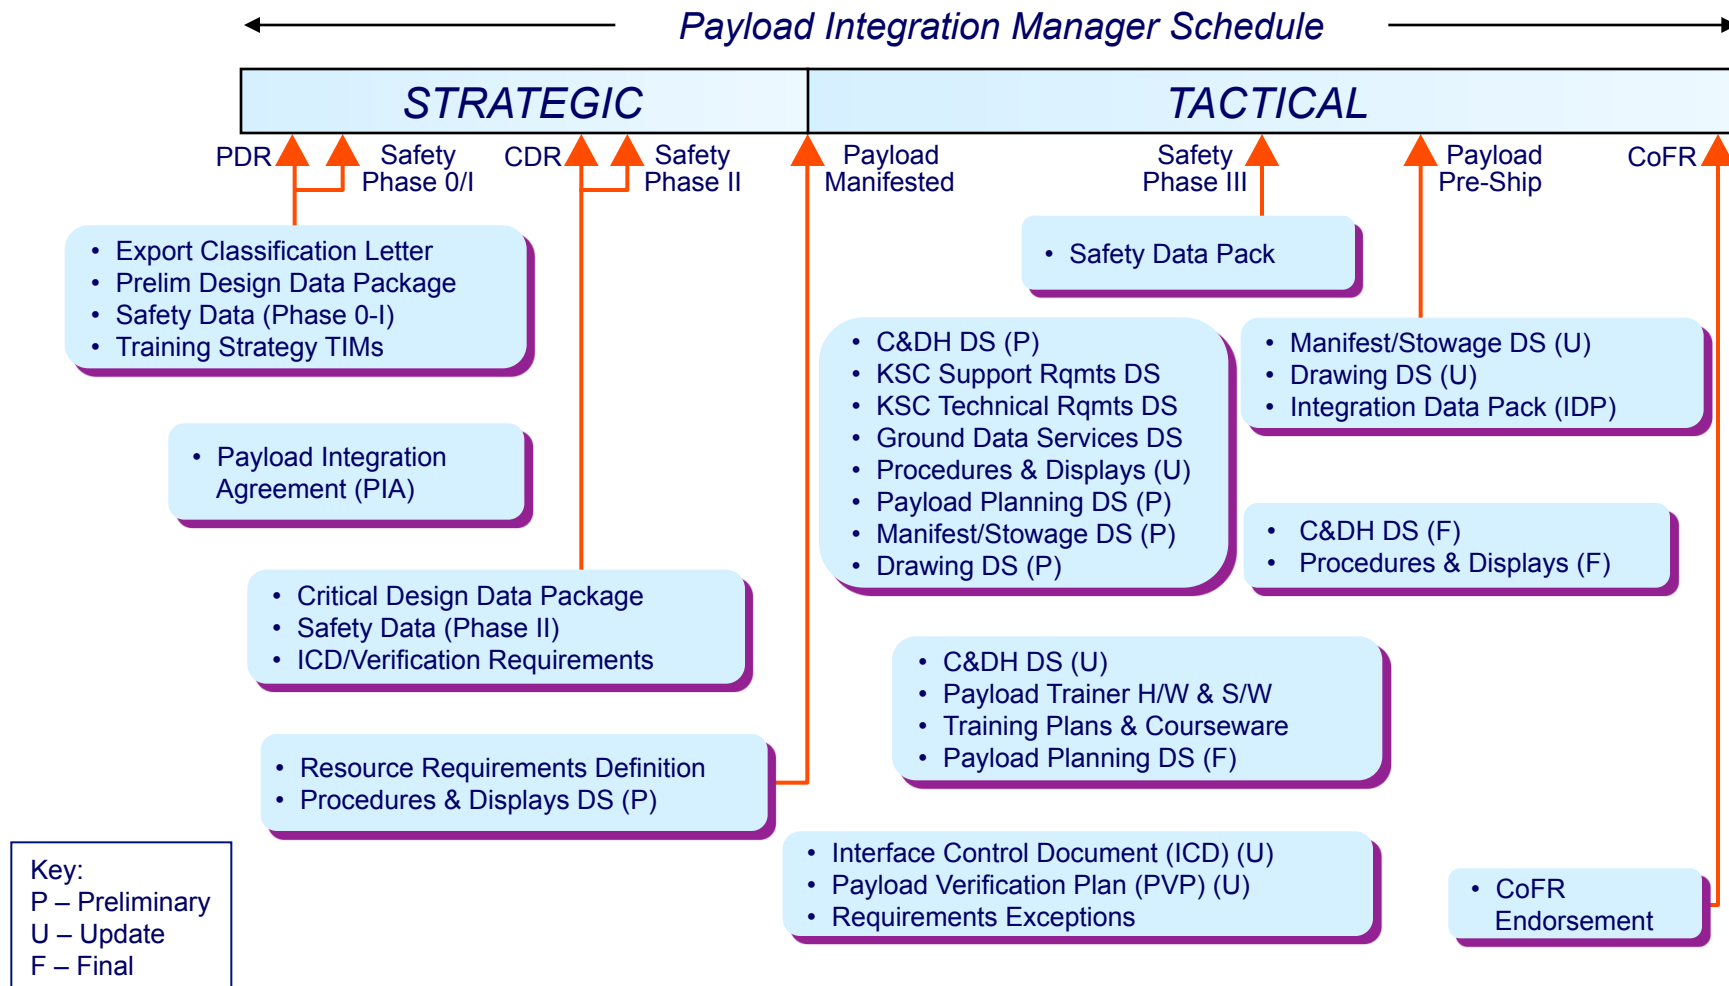 Payload Integration Manager Schedule
STRATEGIC
TACTICAL
PDR
Safety
Phase 0/I
CDR
Safety
Phase II
Payload
Manifested
Safety
Phase III
Payload
Pre-Ship
CoFR
• Export Classification Letter
• Prelim Design Data Package
• Safety Data (Phase 0-I)
• Training Strategy TIMs
• Payload Integration
Agreement (PIA)
• Critical Design Data Package
• Safety Data (Phase II)
• ICD/Verification Requirements
• Resource Requirements Definition
• Procedures & Displays DS (P)
• Safety Data Pack
• C&DH DS (P)
• KSC Support Rqmts DS
• KSC Technical Rqmts DS
• Ground Data Services DS
• Procedures & Displays (U)
• Payload Planning DS (P)
• Manifest/Stowage DS (P)
• Drawing DS (P)
• Manifest/Stowage DS (U)
• Drawing DS (U)
• Integration Data Pack (IDP)
• C&DH DS (F)
• Procedures & Displays (F)
• C&DH DS (U)
• Payload Trainer H/W & S/W
• Training Plans & Courseware
• Payload Planning DS (F)
• Interface Control Document (ICD) (U)
• Payload Verification Plan (PVP) (U)
• Requirements Exceptions
• CoFR
Endorsement
Key:
P – Preliminary
U – Update
F – Final